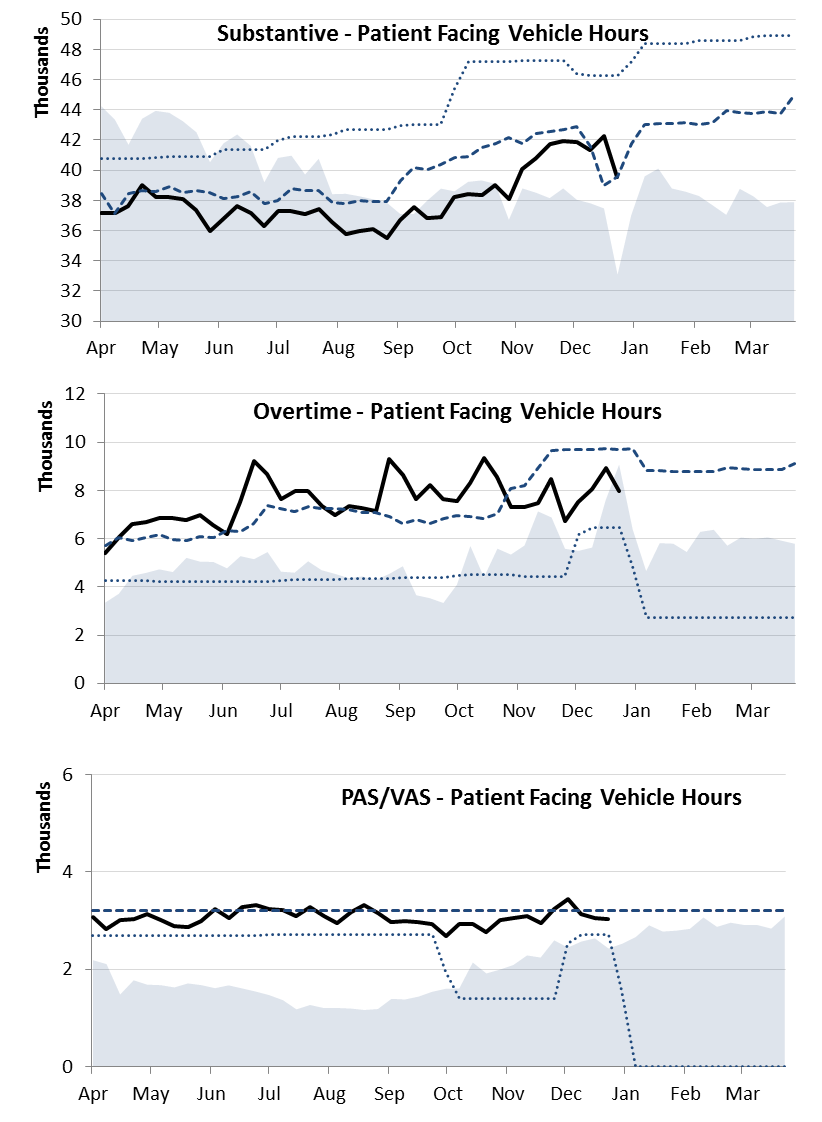 Substantive - Patient Facing Vehicle Hours
Thousands
50
48
46
44
42
40
38
36
34
32
30
Apr May Jun Jul Aug Sep Oct Nov Dec Jan Feb Mar
Overtime - Patient Facing Vehicle Hours
Thousands
12
10
8
6
4
2
0
Apr May Jun Jul Aug Sep Oct Nov Dec Jan Feb Mar
PAS/VAS - Patient Facing Vehicle Hours
Thousands
6
4
2
0
Apr May Jun Jul Aug Sep Oct Nov Dec Jan Feb Mar